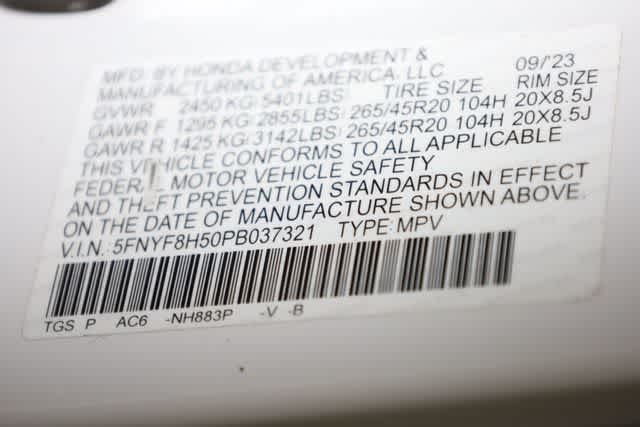 MFD. BY HONDA DEVELOPMENT & 09/'23
MANUFACTURING OF AMERICA, LLC
GVWR 2450 KG 5401LBS TIRE SIZE RIM SIZE
GAWR F 1295 KG 2855LBS 265/45R20 104H 20X8.5J
GAWR R 1425 KG 3142LBS 265/45R20 104H 20X8.5J
THIS VEHICLE CONFORMS TO ALL APPLICABLE
FEDERAL MOTOR VEHICLE SAFETY
AND THEFT PREVENTION STANDARDS IN EFFECT
ON THE DATE OF MANUFACTURE SHOWN ABOVE.
V.I.N.: 5FNYF8H50PB037321 TYPE: MPV
TGS P AC6 -NH883P -V -B